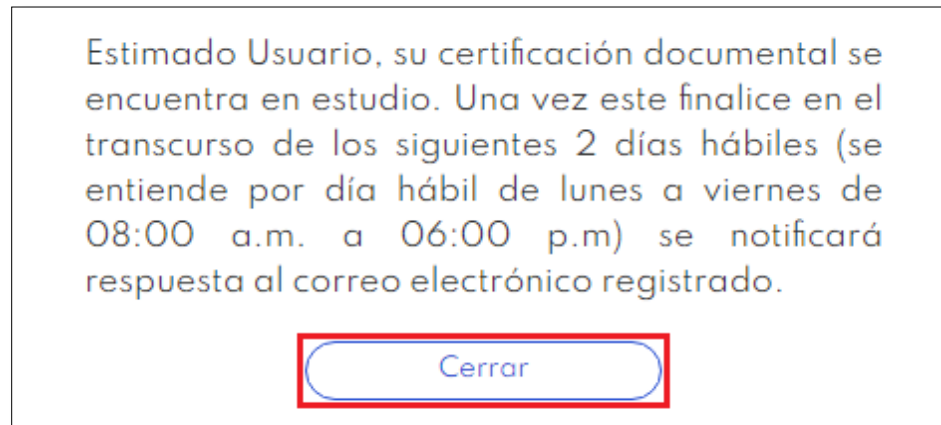 Estimado Usuario, su certificación documental se
encuentra en estudio. Una vez este finalice en el
transcurso de los siguientes 2 días hábiles (se
entiende por día hábil de lunes a viernes de
08:00 a.m. a 06:00 p.m) se notificará
respuesta al correo electrónico registrado.
Cerrar